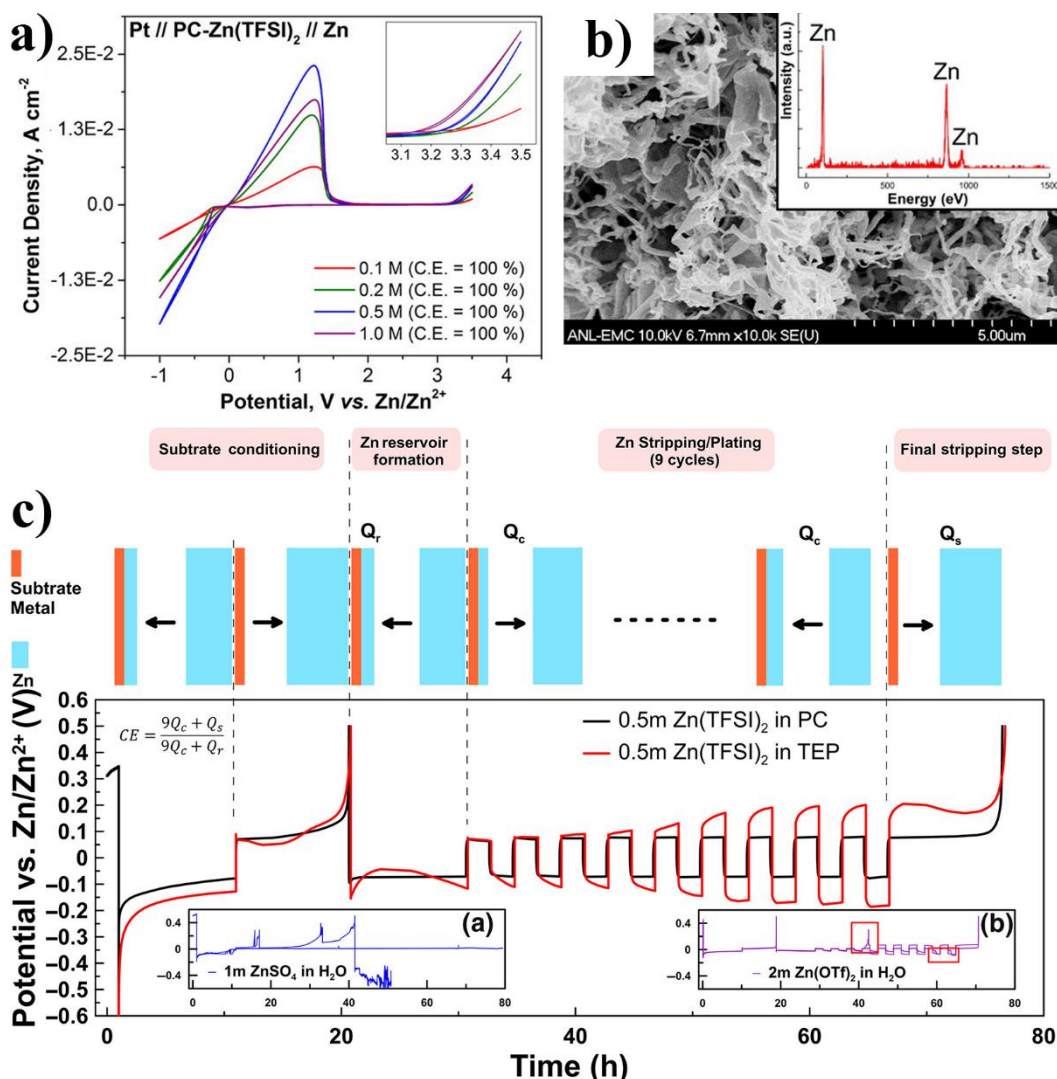 a)
Pt // PC-Zn(TFSI)₂ // Zn
2.5E-2
1.3E-2
0.0
-1.3E-2
-2.5E-2
Current Density, A cm⁻²
3.1 3.2 3.3 3.4 3.5
0.1 M (C.E. = 100 %)
0.2 M (C.E. = 100 %)
0.5 M (C.E. = 100 %)
1.0 M (C.E. = 100 %)
-1 0 1 2 3 4
Potential, V vs. Zn/Zn²⁺
b)
Intensity (a.u.)
Zn
Zn
Zn
0 500 1000 1500
Energy (eV)
ANL-EMC 10.0kV 6.7mm ×10.0k SE(U) 5.00um
Subtrate conditioning
Zn reservoir
formation
Zn Stripping/Plating
(9 cycles)
Final stripping step
c)
Subtrate
Metal
Zn
Qr
Qc
Qc
Qs
Potential vs. Zn/Zn²⁺ (V)
0.6
0.5
0.4
0.3
0.2
0.1
0
−0.1
−0.2
−0.3
−0.4
−0.5
−0.6
CE = (9Qc + Qs)/(9Qc + Qr)
0.5m Zn(TFSI)₂ in PC
0.5m Zn(TFSI)₂ in TEP
(a)
0.4
0
−0.4
1m ZnSO₄ in H₂O
0 20 40 60 80
(b)
0.4
0
−0.4
2m Zn(OTf)₂ in H₂O
0 20 40 60 80
0 20 40 60 80
Time (h)